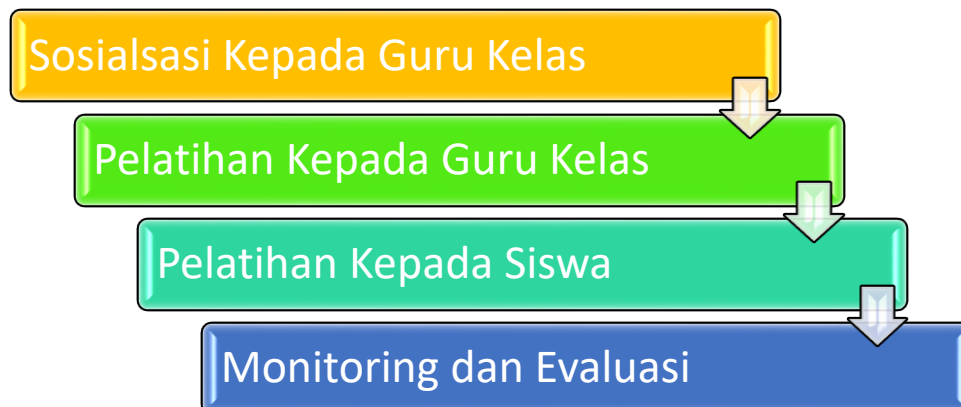 Sosialsasi Kepada Guru Kelas
Pelatihan Kepada Guru Kelas
Pelatihan Kepada Siswa
Monitoring dan Evaluasi